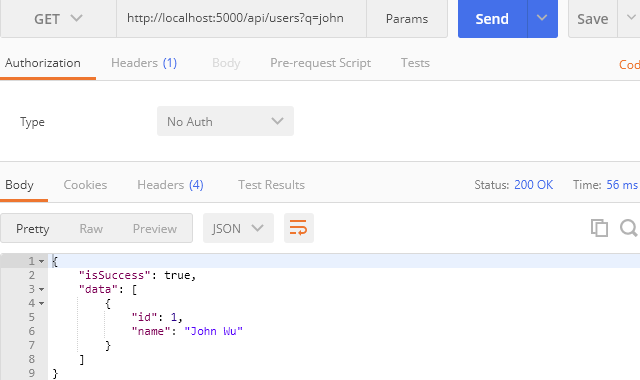 GET http://localhost:5000/api/users?q=john Params Send Save
Authorization Headers (1) Body Pre-request Script Tests Cod
Type No Auth
Body Cookies Headers (4) Test Results Status: 200 OK Time: 56 ms
Pretty Raw Preview JSON
1 {
2 "isSuccess": true,
3 "data": [
4 {
5 "id": 1,
6 "name": "John Wu"
7 }
8 ]
9 }